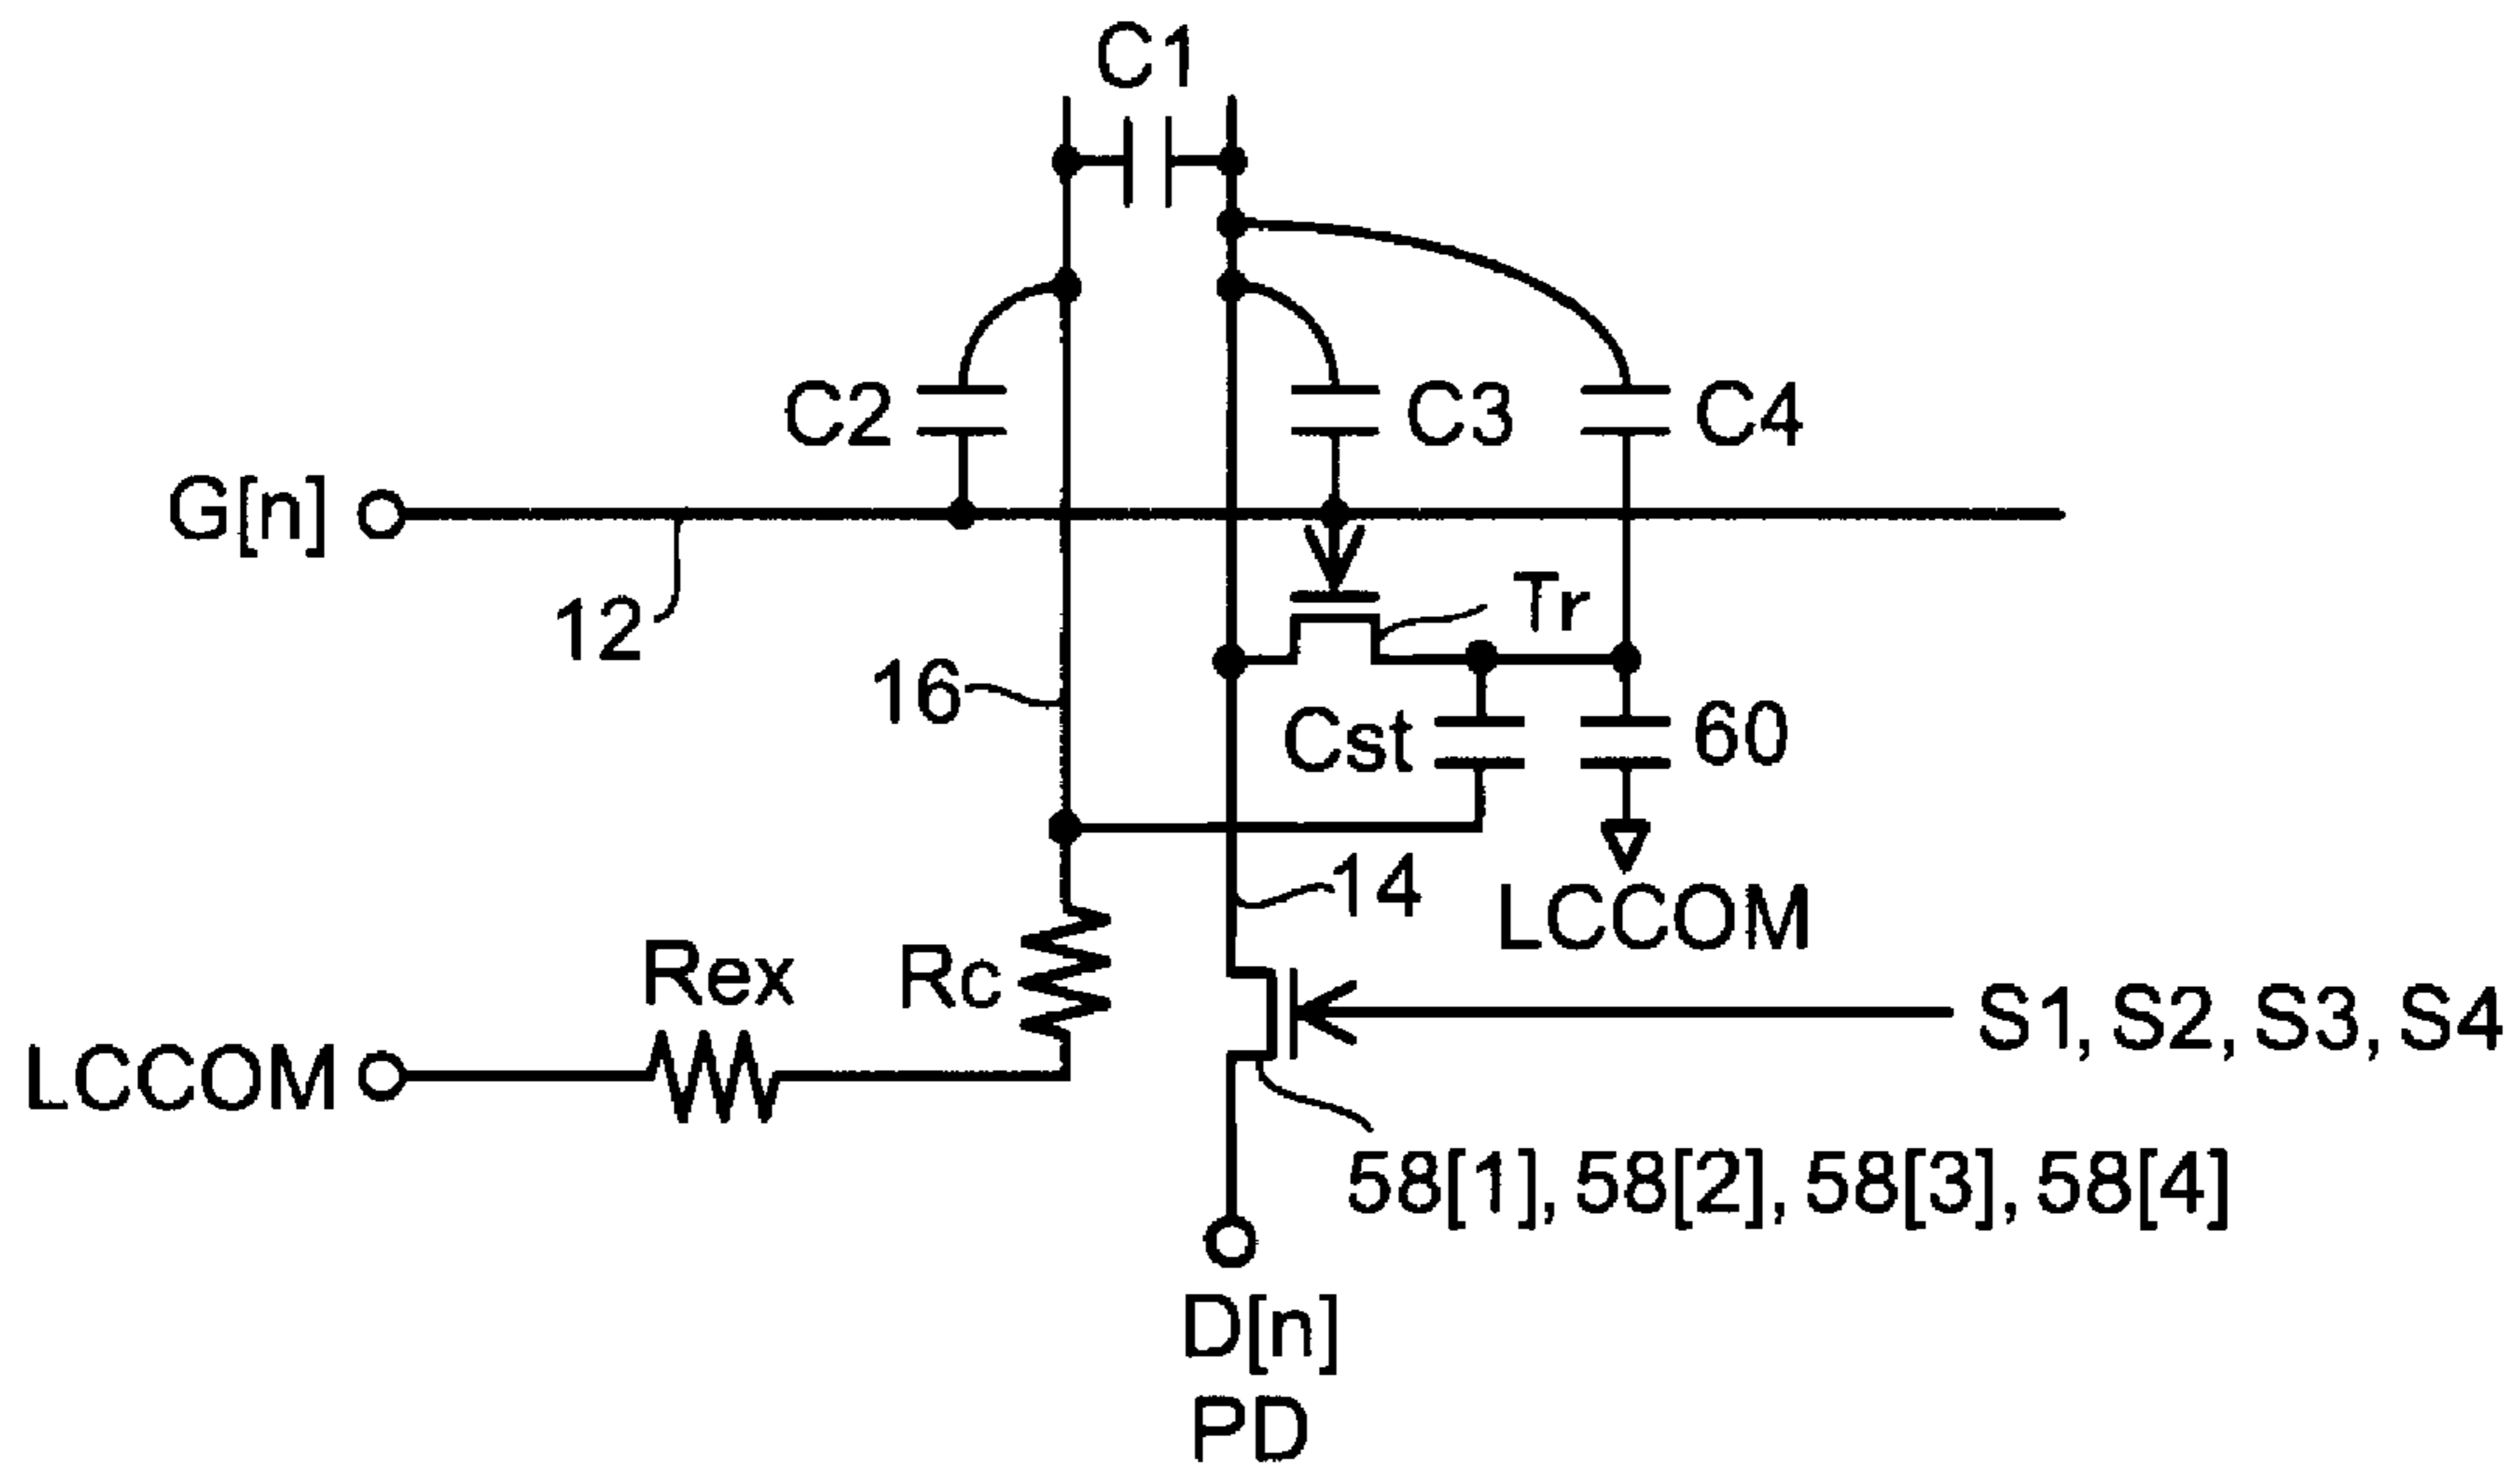 C1
C2
C3
C4
G[n]
12
Tr
16
Cst
60
14
LCCOM
Rex
Rc
S1, S2, S3, S4
LCCOM
58[1], 58[2], 58[3], 58[4]
D[n]
PD